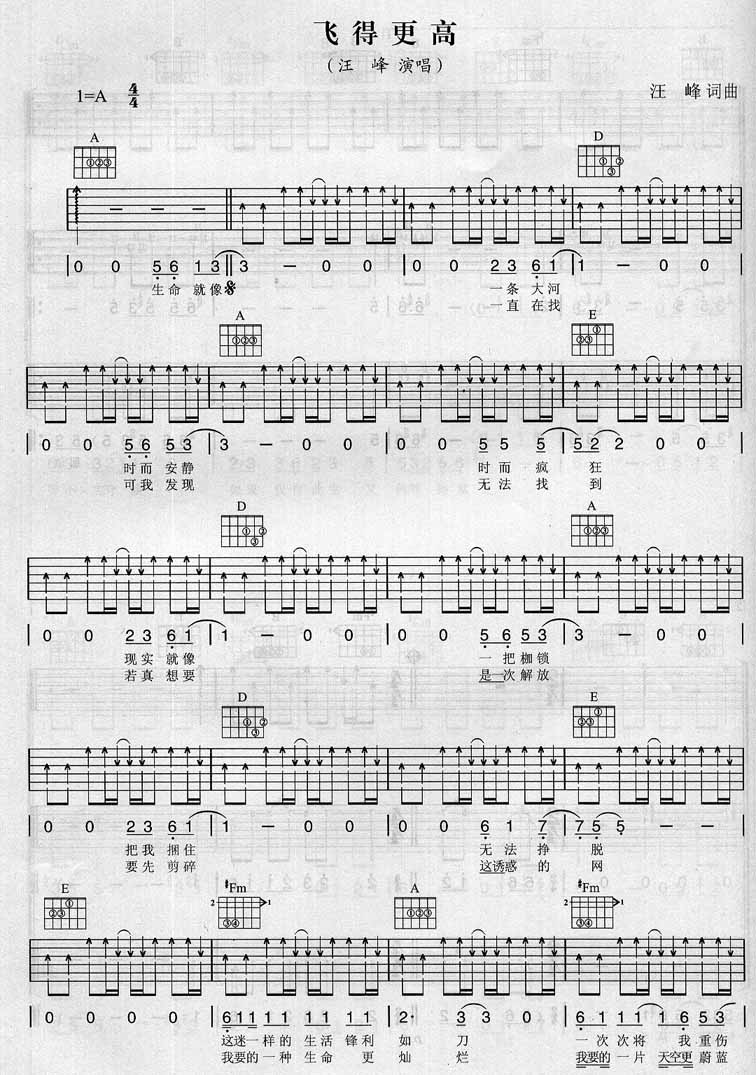 飞得更高
(汪 峰 演唱)
1=A 4/4
汪 峰 词曲
A D
0 0 5 6 1 3 3 — 0 0 0 0 2 3 6 1 1 — 0 0
生命 就像 一条 大河
一直 在找
A E
0 0 5 5 5 3 3 — 0 0 0 0 5 5 5 5 5 2 2 0 0
时而 安静 时而 疯 狂
可我 发现 无法 找 到
D A
0 0 2 3 6 1 1 — 0 0 0 0 5 6 5 3 3 — 0 0
现实 就像 一把 枷锁
若真 想要 是一次 解放
D E
0 0 2 3 6 1 1 — 0 0 0 0 6 1 7 7 5 5 — —
把我 捆住 无法 挣 脱
要先 剪碎 这诱惑 的 网
E #Fm A #Fm
2 1 2 1
6 1 1 1 1 1 1 1 1 2· 3 3 0 1 1 1 1 6 5 3
这迷一样的 生活 锋利 如 刀 一次次将 我 重伤
我要的一种 生命 更 灿 烂 我要的一片 天空更 蔚蓝